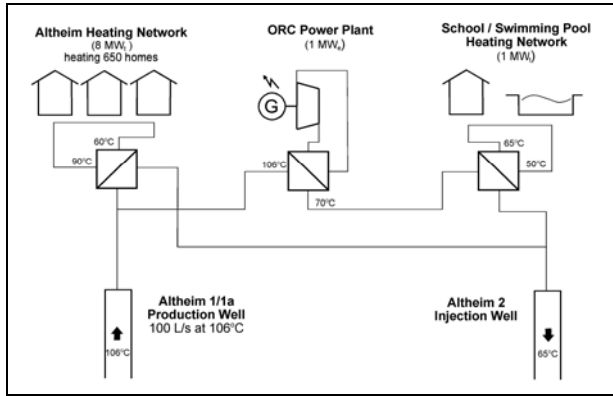 Altheim Heating Network
(8 MWt)
heating 650 homes
ORC Power Plant
(1 MWe)
School / Swimming Pool
Heating Network
(1 MWt)
G
60°C
90°C
106°C
70°C
65°C
50°C
Altheim 1/1a
Production Well
100 L/s at 106°C
106°C
Altheim 2
Injection Well
65°C